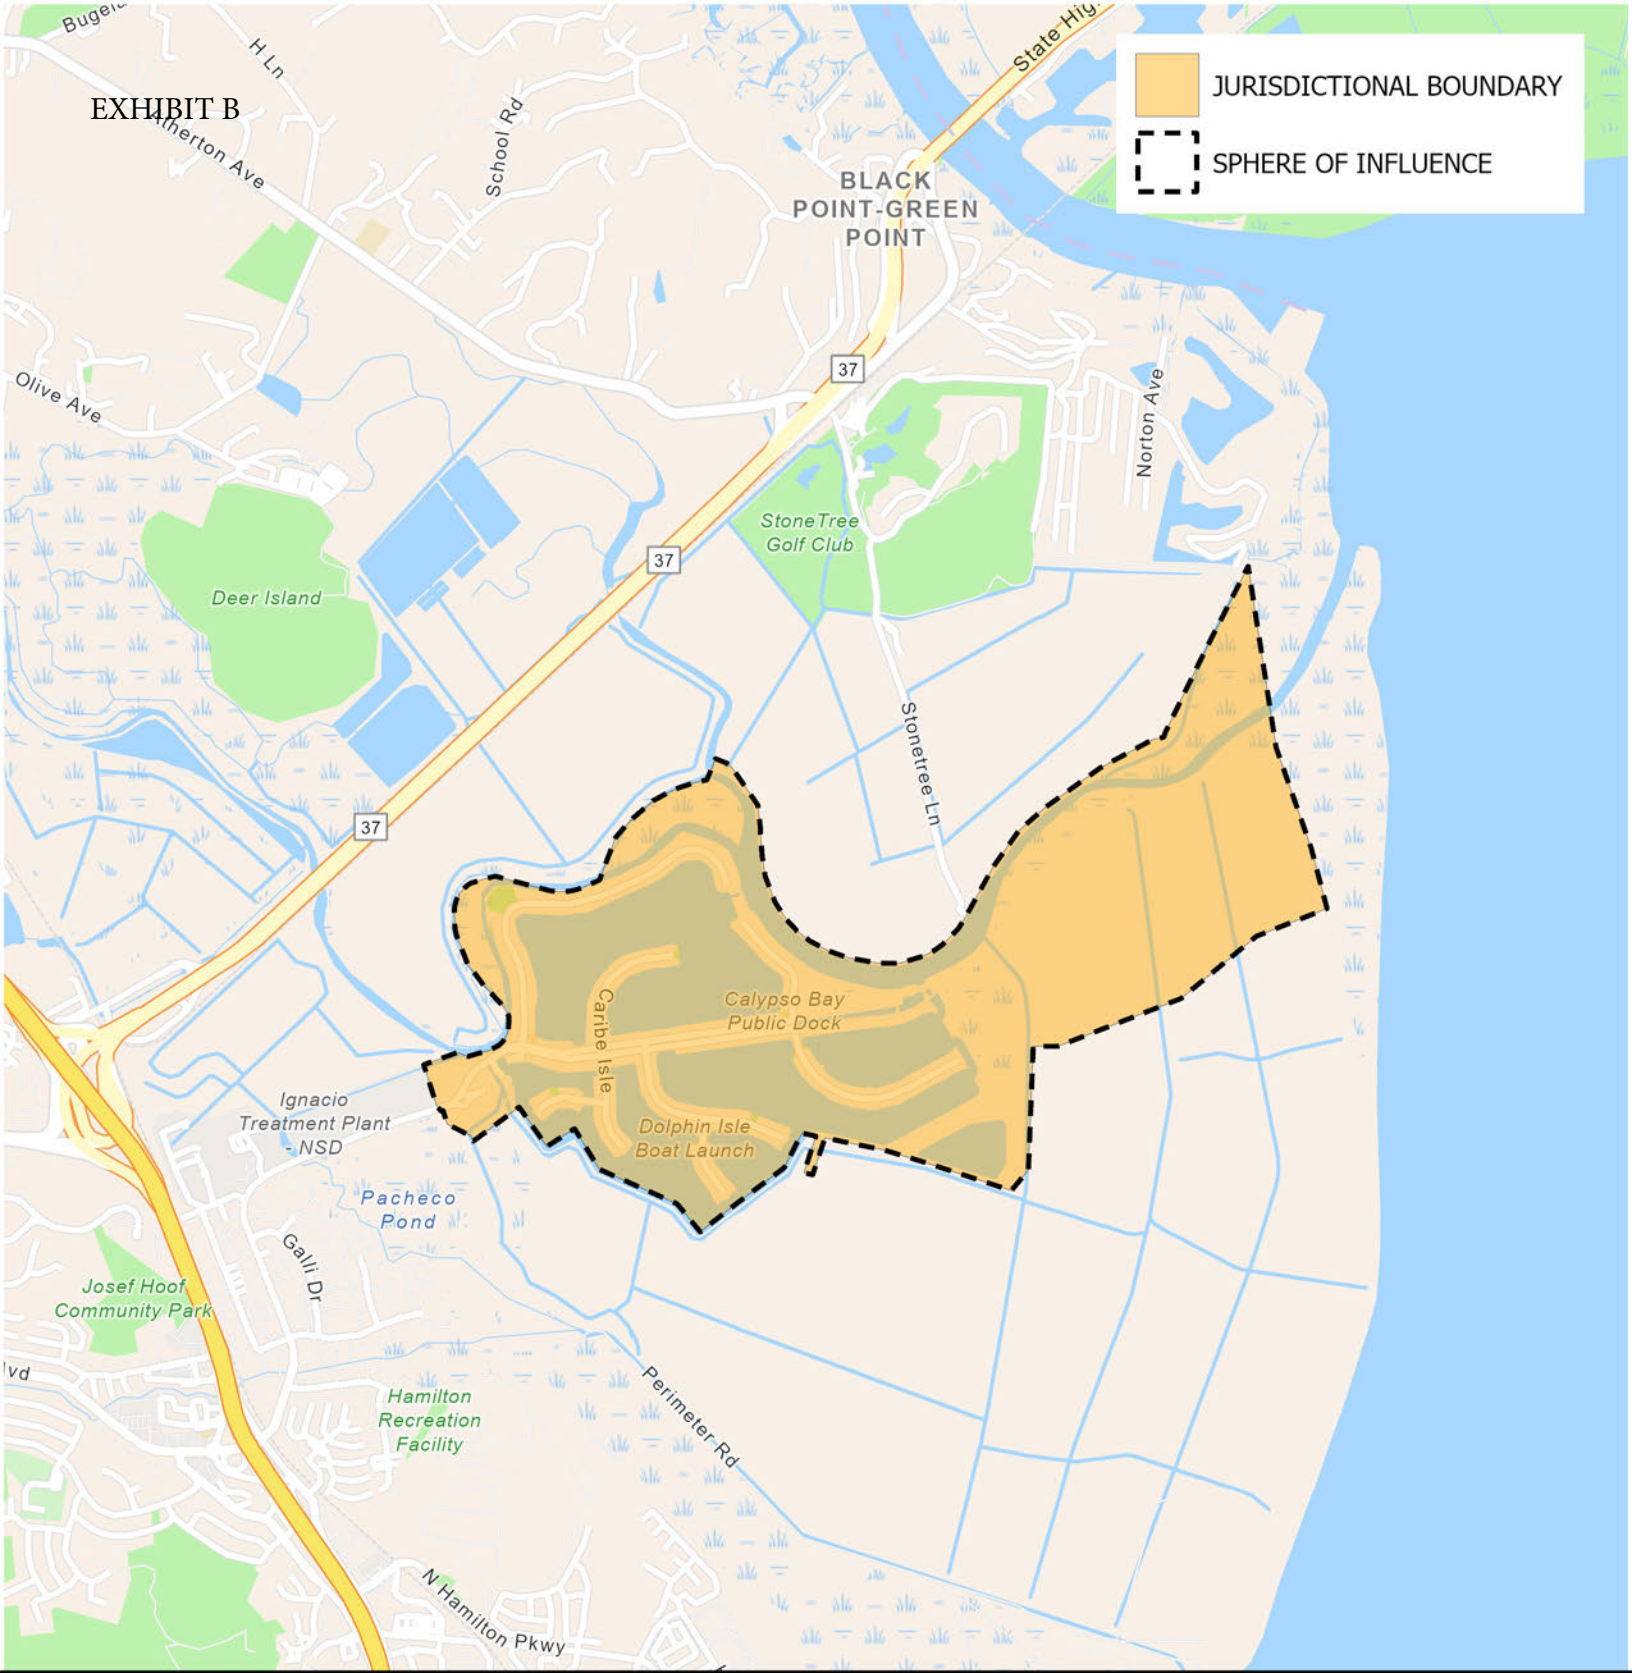 Bugei
H Ln
State Hig
JURISDICTIONAL BOUNDARY
SPHERE OF INFLUENCE
EXHIBIT B
Atherton Ave
School Rd
BLACK
POINT-GREEN
POINT
37
Olive Ave
Norton Ave
StoneTree
Golf Club
37
Deer Island
Stonetree Ln
37
Calypso Bay
Public Dock
Caribe Isle
Ignacio
Treatment Plant
- NSD
Dolphin Isle
Boat Launch
Pacheco
Pond
Galli Dr
Josef Hoof
Community Park
lvd
Perimeter Rd
Hamilton
Recreation
Facility
N Hamilton Pkwy